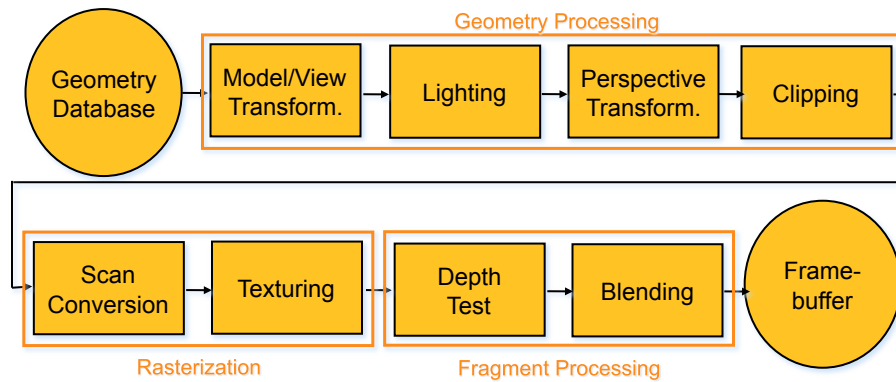 Geometry Processing
Geometry
Database
Model/View
Transform.
Lighting
Perspective
Transform.
Clipping
Scan
Conversion
Texturing
Depth
Test
Blending
Frame-
buffer
Rasterization
Fragment Processing